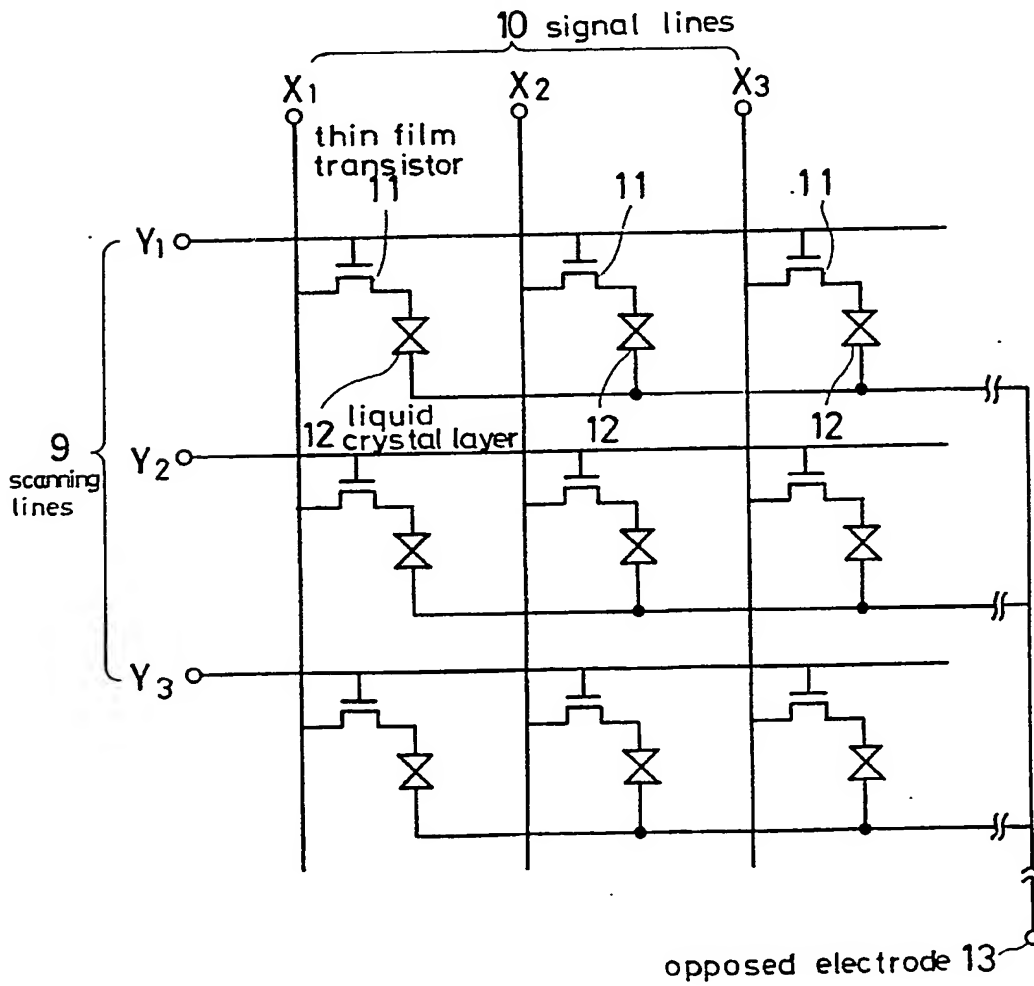 10 signal lines
X1 X2 X3
thin film
transistor
11 11 11
Y1
12 liquid
crystal layer 12 12
9
scanning
lines
Y2
Y3
opposed electrode 13